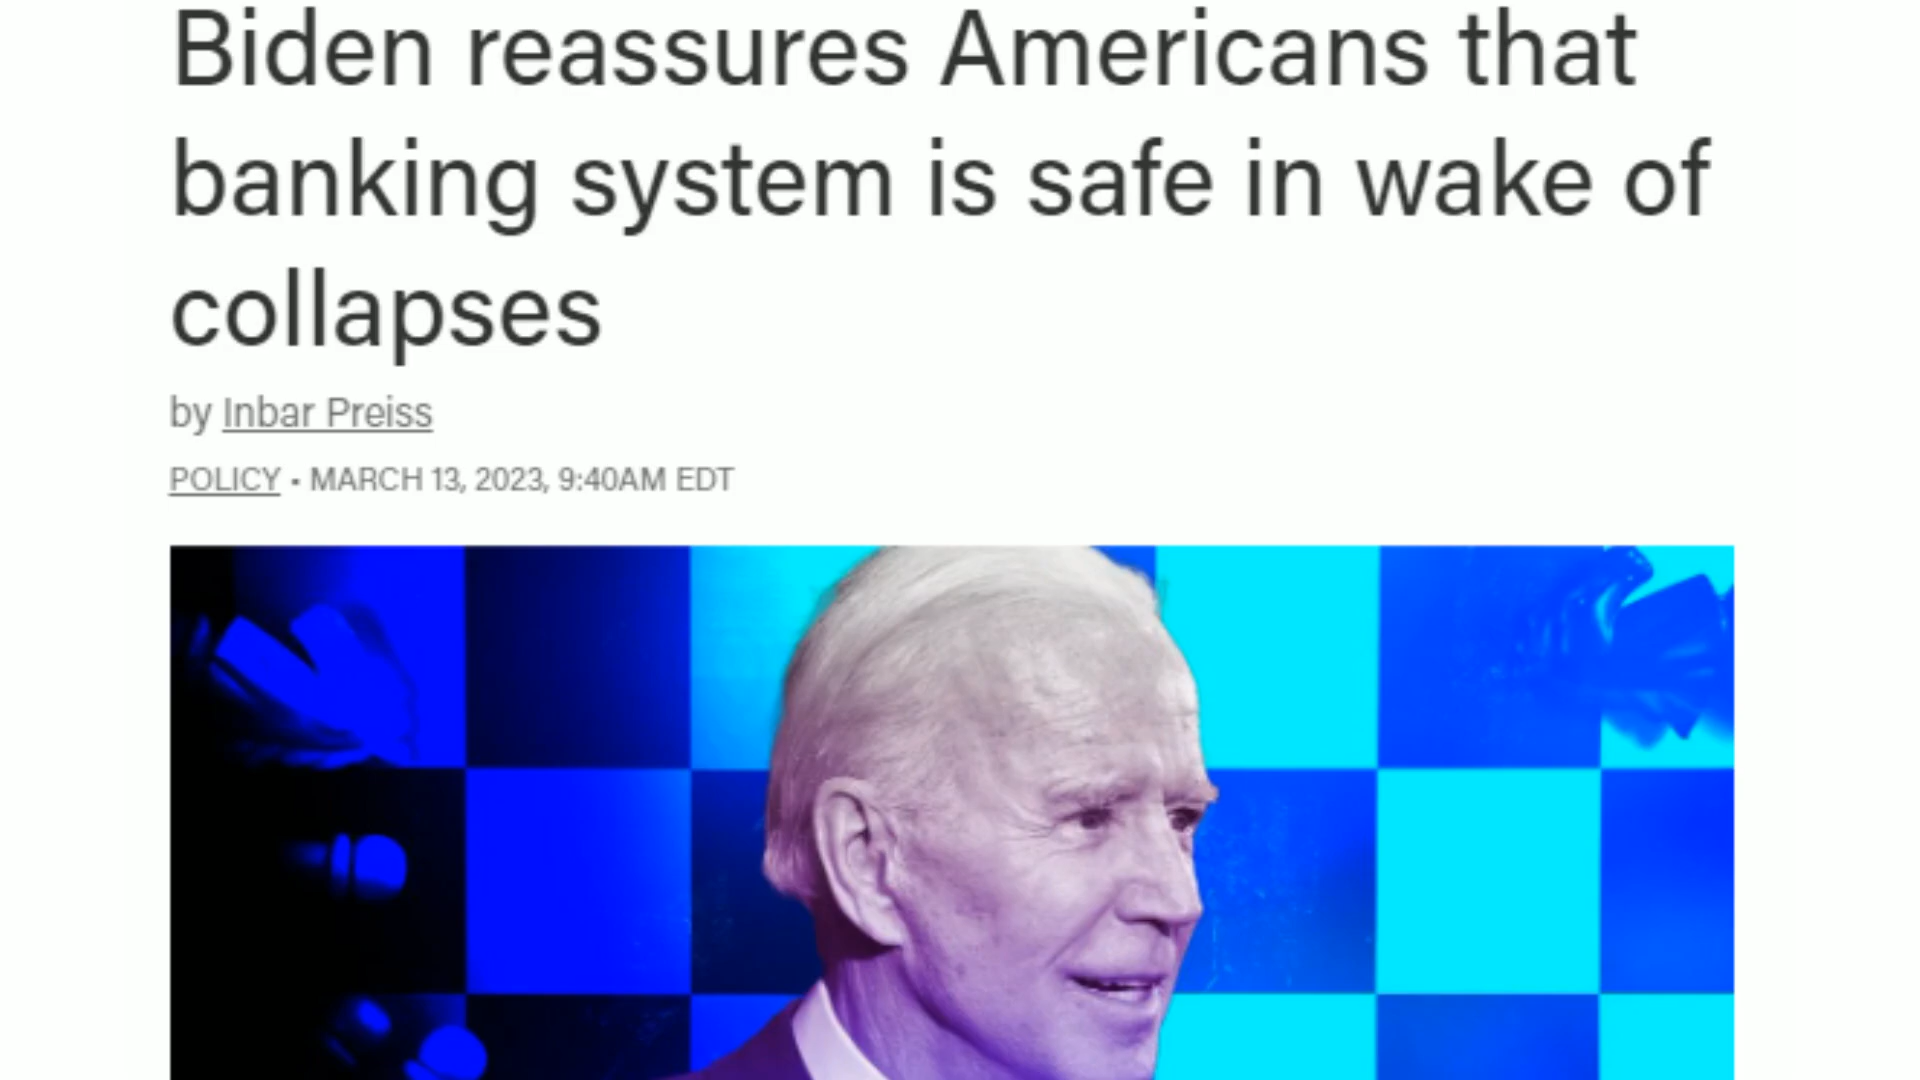 Biden reassures Americans that
banking system is safe in wake of
collapses
by Inbar Preiss
POLICY • MARCH 13, 2023, 9:40AM EDT